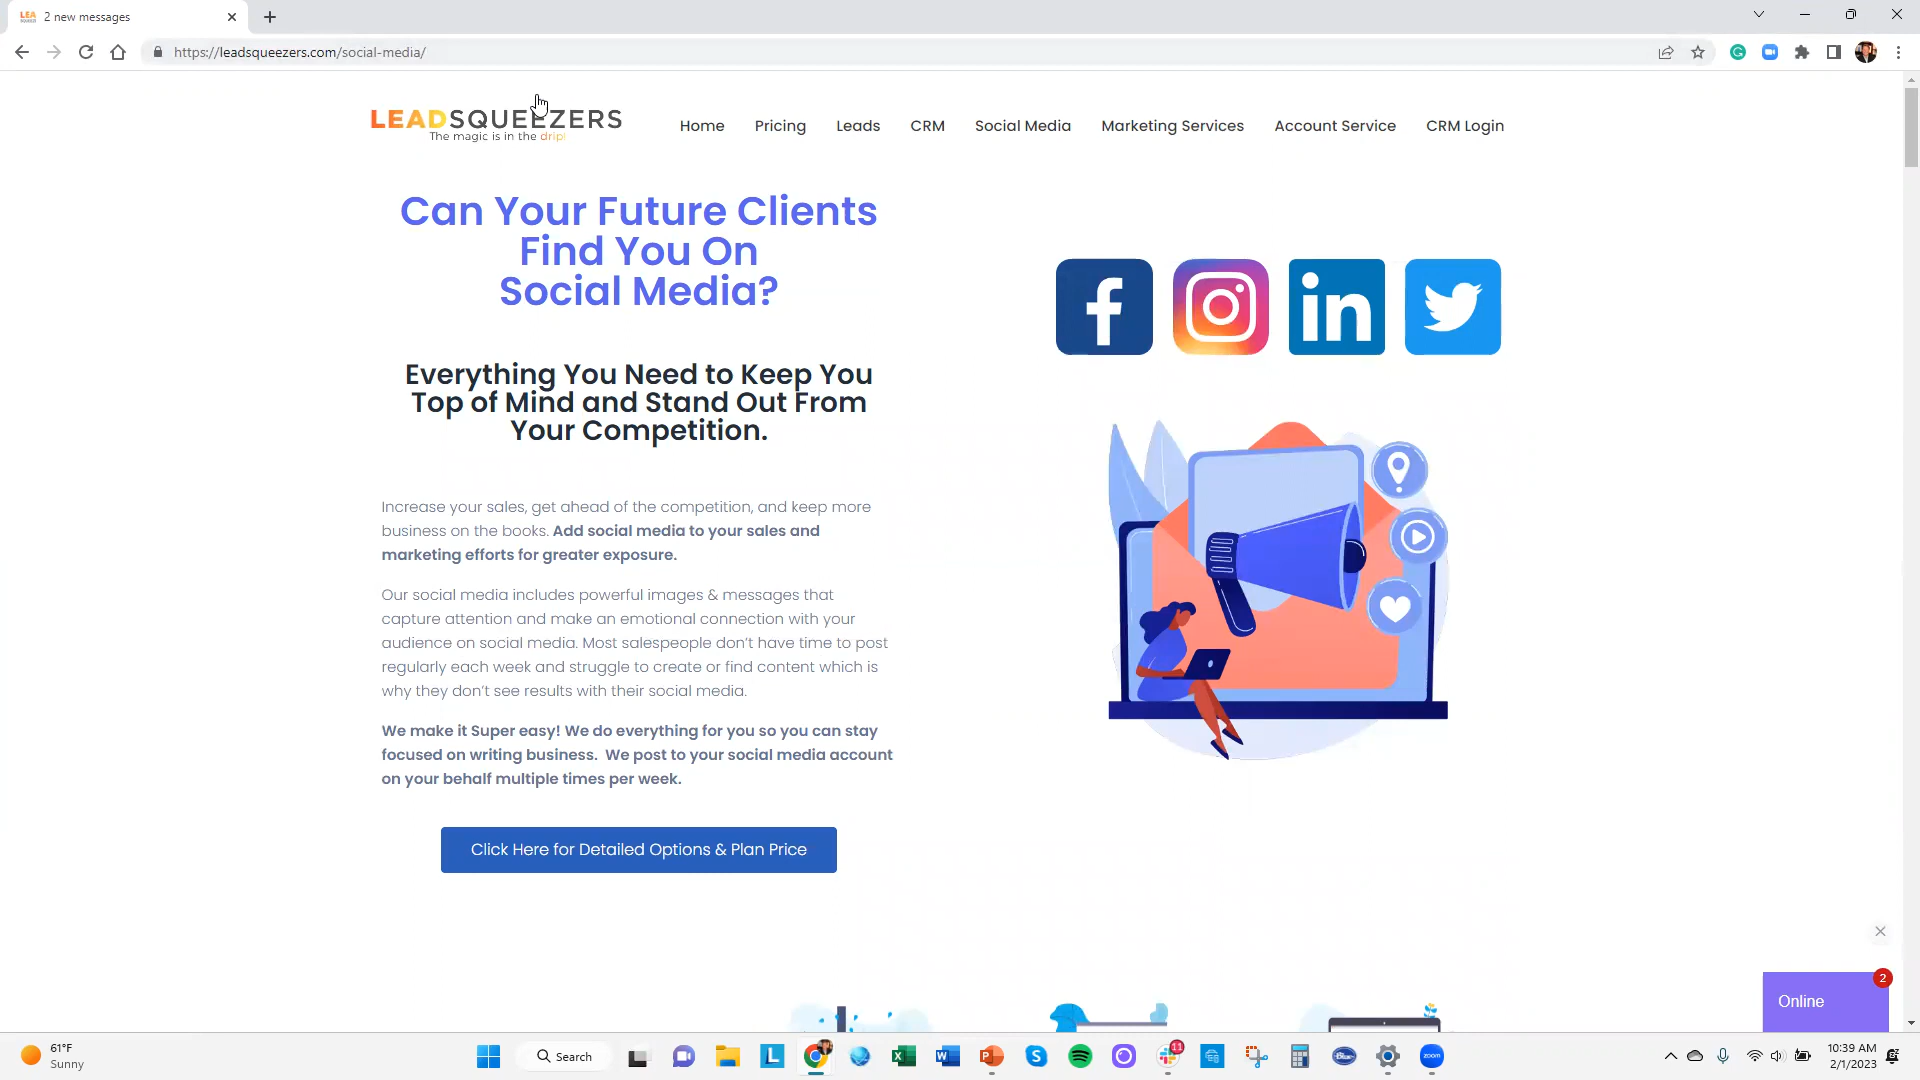 2 new messages
https://leadsqueezers.com/social-media/
LEADSQUEEZERS
The magic is in the drip!
Home Pricing Leads CRM Social Media Marketing Services Account Service CRM Login
Can Your Future Clients
Find You On
Social Media?
Everything You Need to Keep You
Top of Mind and Stand Out From
Your Competition.
Increase your sales, get ahead of the competition, and keep more
business on the books. Add social media to your sales and
marketing efforts for greater exposure.
Our social media includes powerful images & messages that
capture attention and make an emotional connection with your
audience on social media. Most salespeople don't have time to post
regularly each week and struggle to create or find content which is
why they don't see results with their social media.
We make it Super easy! We do everything for you so you can stay
focused on writing business. We post to your social media account
on your behalf multiple times per week.
Click Here for Detailed Options & Plan Price
2
Online
61°F
Sunny
Search
11
zoom
10:39 AM
2/1/2023